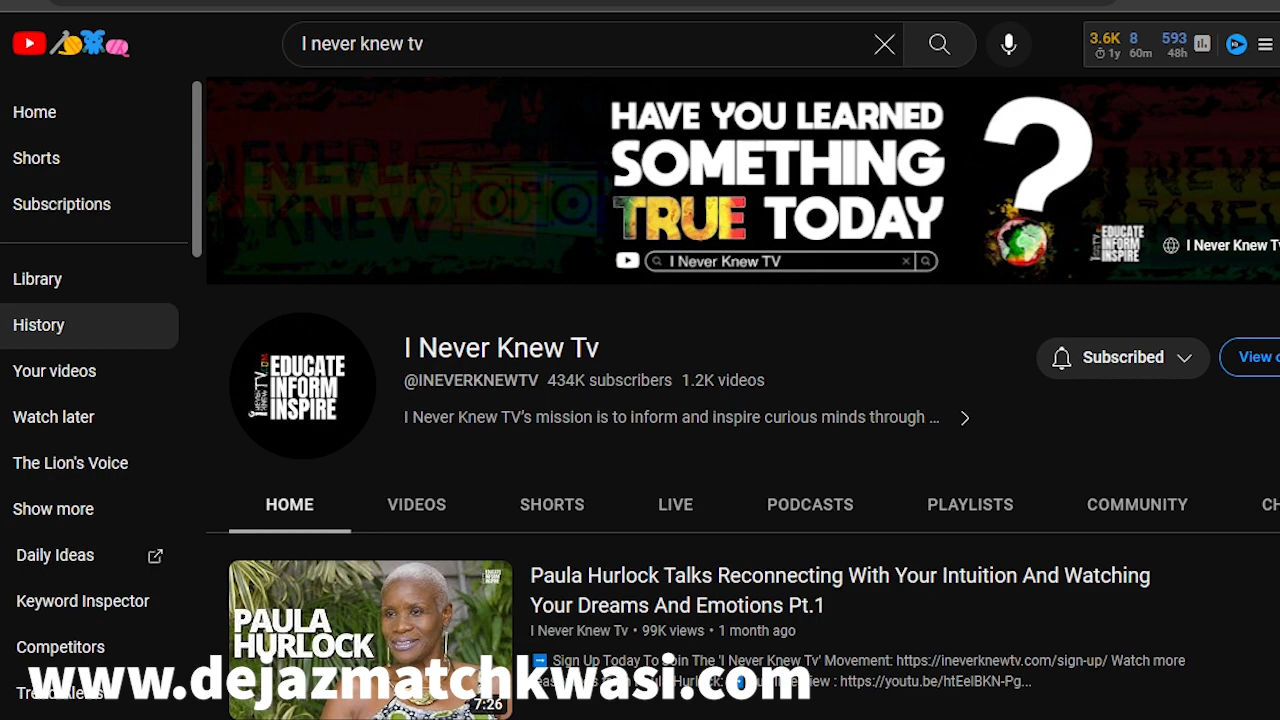 I never knew tv
3.6K 8 593
1y 60m 48h
Home
Shorts
Subscriptions
Library
History
Your videos
Watch later
The Lion's Voice
Show more
Daily Ideas
Keyword Inspector
Competitors
HAVE YOU LEARNED
SOMETHING
TRUE TODAY
?
I Never Knew TV
EDUCATE
INFORM
INSPIRE
I Never Knew TV
EDUCATE
INFORM
INSPIRE
I Never Knew Tv
@INEVERKNEWTV 434K subscribers 1.2K videos
I Never Knew TV's mission is to inform and inspire curious minds through ...
Subscribed
View
HOME VIDEOS SHORTS LIVE PODCASTS PLAYLISTS COMMUNITY CH
PAULA
HURLOCK
7:26
Paula Hurlock Talks Reconnecting With Your Intuition And Watching
Your Dreams And Emotions Pt.1
I Never Knew Tv • 99K views • 1 month ago
Sign Up Today To Join The 'I Never Knew Tv' Movement: https://ineverknewtv.com/sign-up/ Watch more
: https://youtu.be/htEelBKN-Pg...
www.dejazmatchkwasi.com